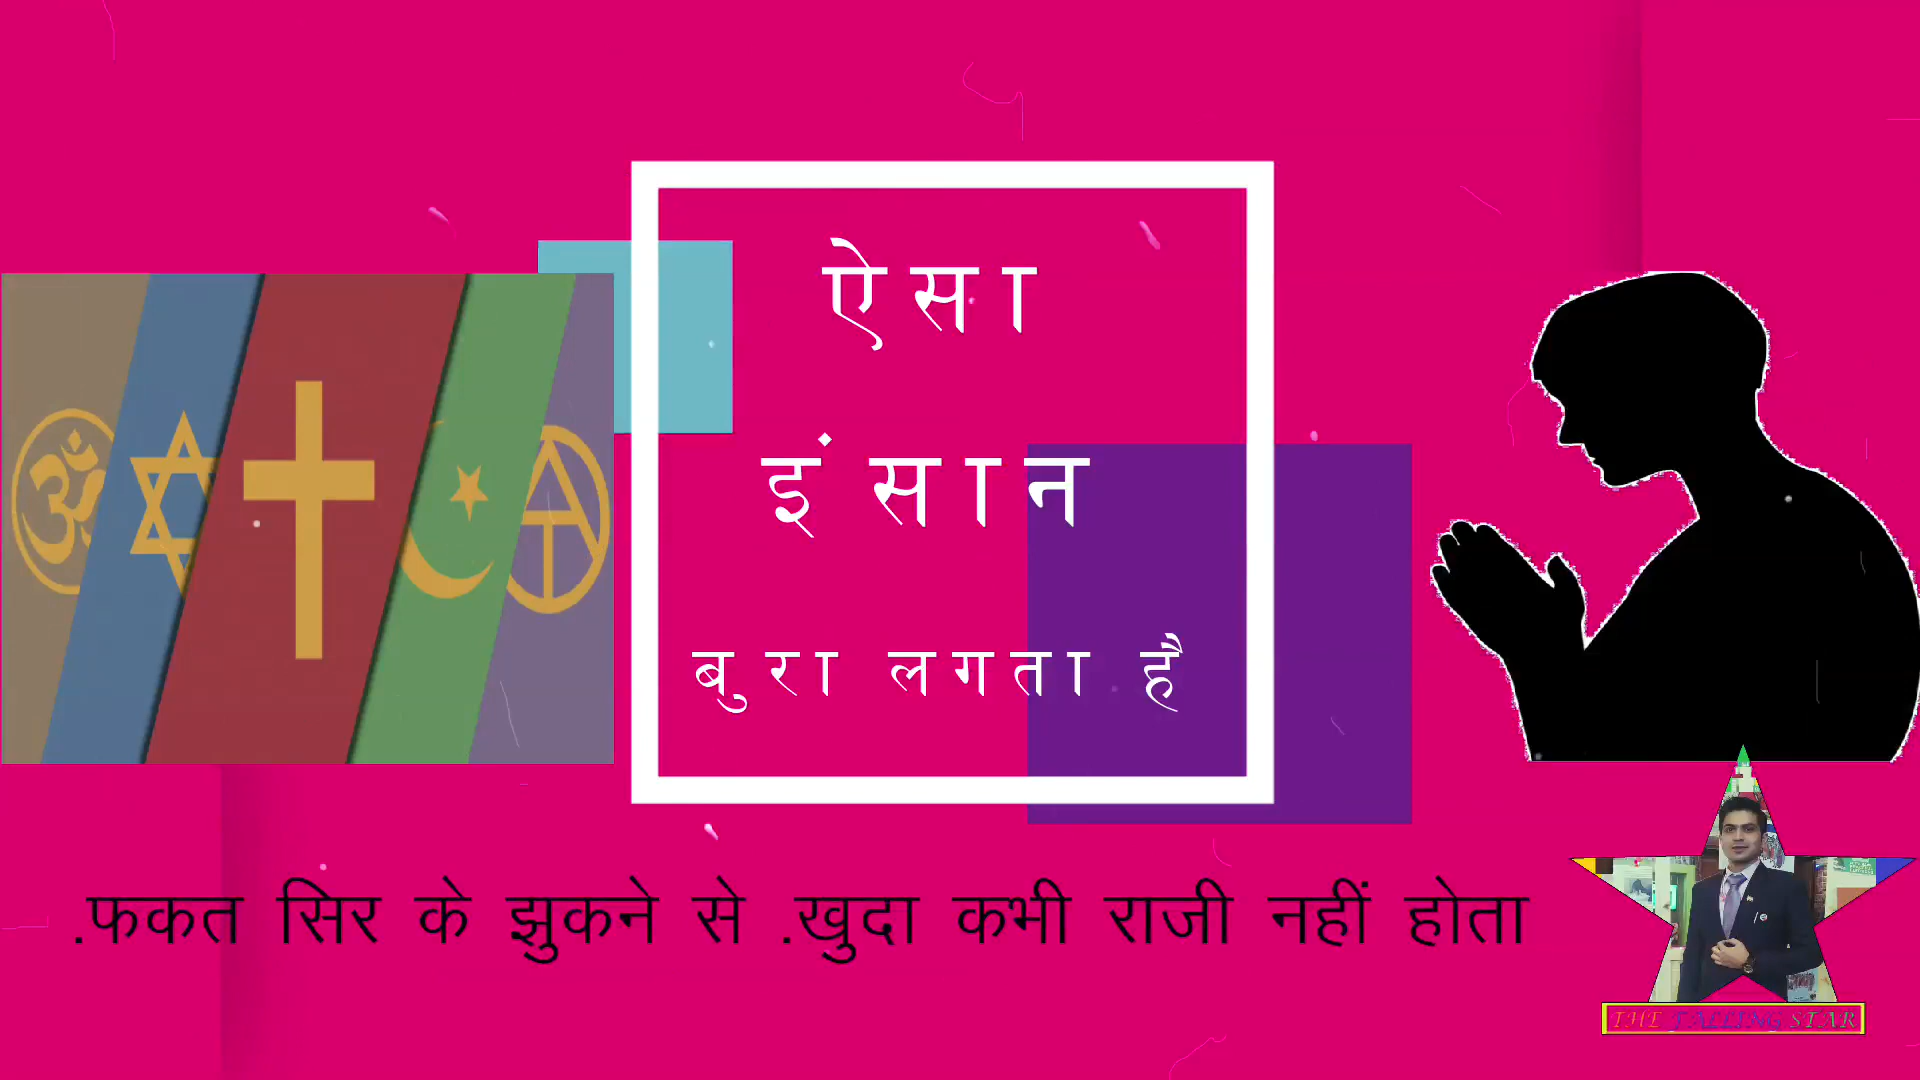 ऐसा
इंसान
बुरा लगता है
.फकत सिर के झुकने से .खुदा कभी राजी नहीं होता
THE TALLING STAR